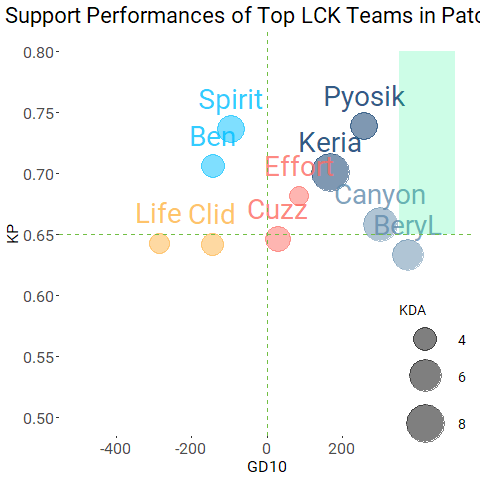 Support Performances of Top LCK Teams in Patc
0.80
0.75
0.70
0.65
0.60
0.55
0.50
KP
Spirit
Pyosik
Ben
Keria
Effort
Canyon
Life
Clid
Cuzz
BeryL
KDA
4
6
8
-400
-200
0
200
GD10